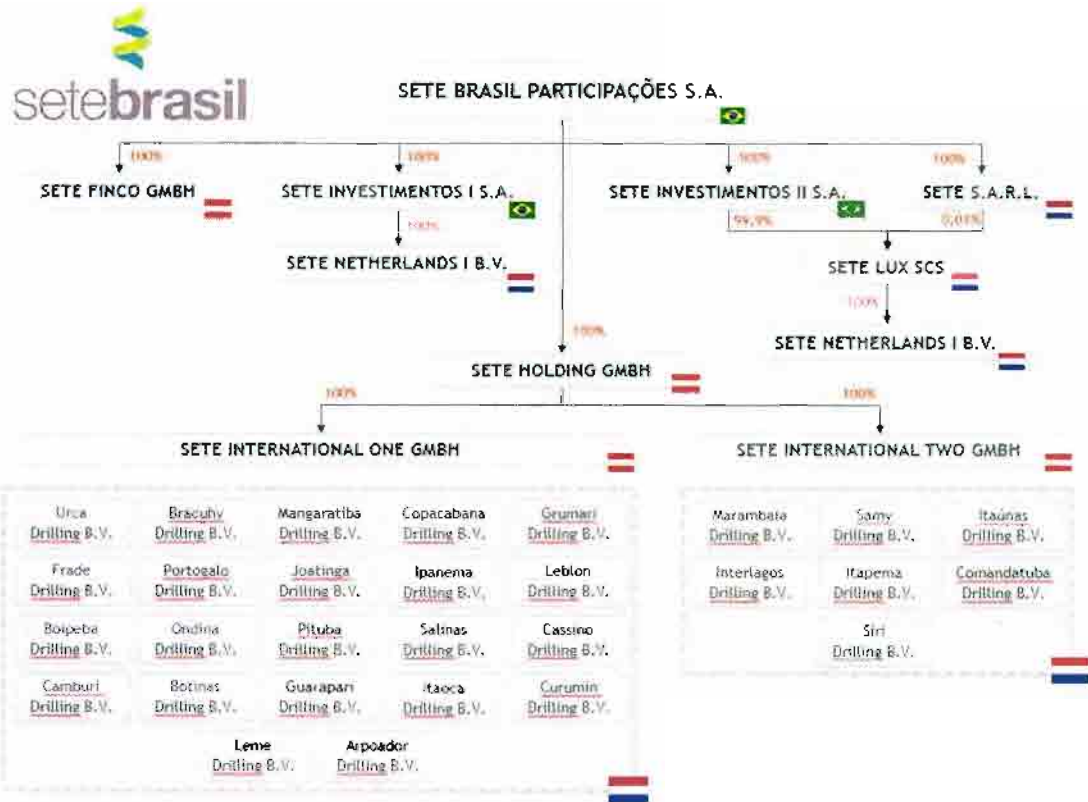 setebrasil
SETE BRASIL PARTICIPAÇÕES S.A.
100% 100% 100% 100%
SETE FINCO GMBH SETE INVESTIMENTOS I S.A. SETE INVESTIMENTOS II S.A. SETE S.A.R.L.
100% 99,9% 0,01%
SETE NETHERLANDS I B.V. SETE LUX SCS
100%
100%
SETE NETHERLANDS I B.V.
SETE HOLDING GMBH
100% 100%
SETE INTERNATIONAL ONE GMBH SETE INTERNATIONAL TWO GMBH
Urca Bracuhy Mangaratiba Copacabana Grumari
Drilling B.V. Drilling B.V. Drilling B.V. Drilling B.V. Drilling B.V.
Frade Portogalo Joatinga Ipanema Leblon
Drilling B.V. Drilling B.V. Drilling B.V. Drilling B.V. Drilling B.V.
Boipeba Ondina Pituba Salinas Cassino
Drilling B.V. Drilling B.V. Drilling B.V. Drilling B.V. Drilling B.V.
Camburi Botinas Guarapari Itaoca Curumin
Drilling B.V. Drilling B.V. Drilling B.V. Drilling B.V. Drilling B.V.
Leme Arpoador
Drilling B.V. Drilling B.V.
Marambaia Samy Itaúnas
Drilling B.V. Drilling B.V. Drilling B.V.
Interlagos Itapema Comandatuba
Drilling B.V. Drilling B.V. Drilling B.V.
Siri
Drilling B.V.